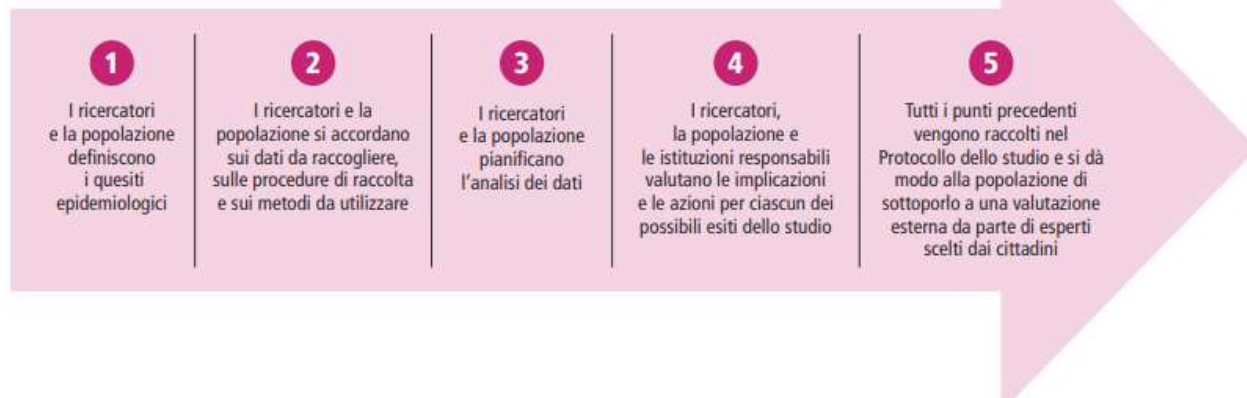 1
I ricercatori
e la popolazione
definiscono
i quesiti
epidemiologici
2
I ricercatori e la
popolazione si accordano
sui dati da raccogliere,
sulle procedure di raccolta
e sui metodi da utilizzare
3
I ricercatori
e la popolazione
pianificano
l'analisi dei dati
4
I ricercatori,
la popolazione e
le istituzioni responsabili
valutano le implicazioni
e le azioni per ciascun dei
possibili esiti dello studio
5
Tutti i punti precedenti
vengono raccolti nel
Protocollo dello studio e si dà
modo alla popolazione di
sottoporlo a una valutazione
esterna da parte di esperti
scelti dai cittadini